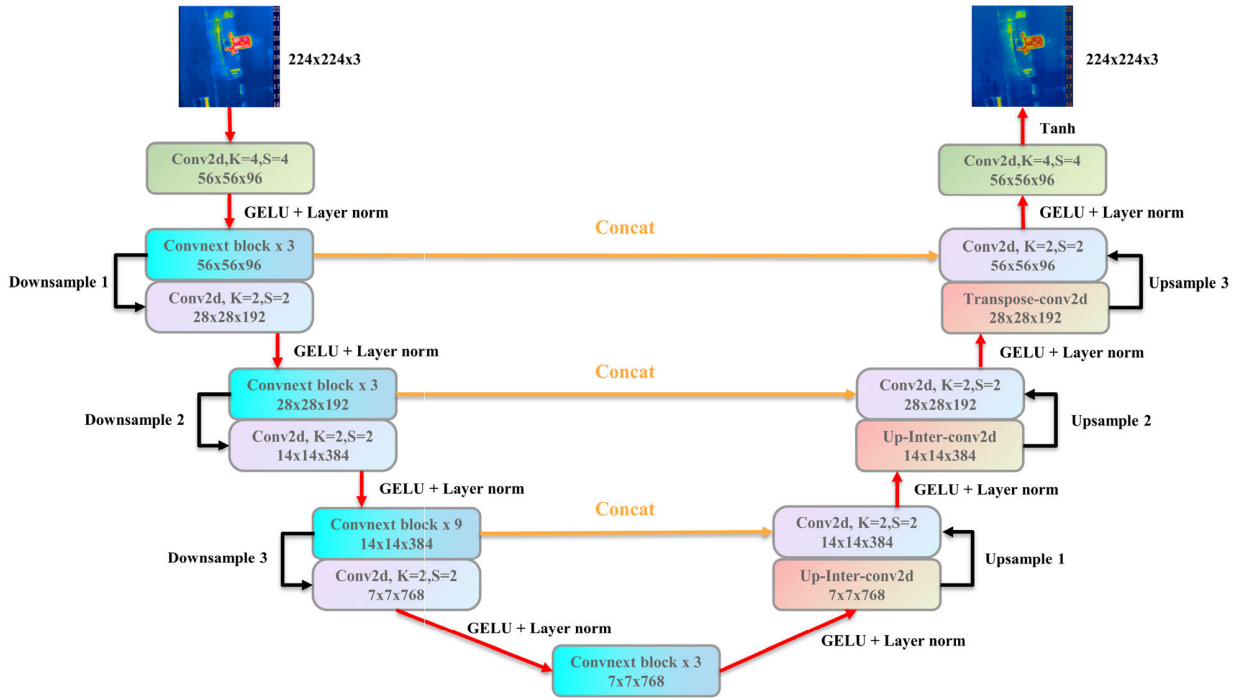 224x224x3
224x224x3
Tanh
Conv2d,K=4,S=4
56x56x96
Conv2d,K=4,S=4
56x56x96
GELU + Layer norm
GELU + Layer norm
Concat
Convnext block x 3
56x56x96
Conv2d, K=2,S=2
56x56x96
Downsample 1
Upsample 3
Conv2d, K=2,S=2
28x28x192
Transpose-conv2d
28x28x192
GELU + Layer norm
GELU + Layer norm
Concat
Convnext block x 3
28x28x192
Conv2d, K=2,S=2
28x28x192
Downsample 2
Upsample 2
Conv2d, K=2,S=2
14x14x384
Up-Inter-conv2d
14x14x384
GELU + Layer norm
GELU + Layer norm
Concat
Convnext block x 9
14x14x384
Conv2d, K=2,S=2
14x14x384
Downsample 3
Upsample 1
Conv2d, K=2,S=2
7x7x768
Up-Inter-conv2d
7x7x768
GELU + Layer norm
GELU + Layer norm
Convnext block x 3
7x7x768